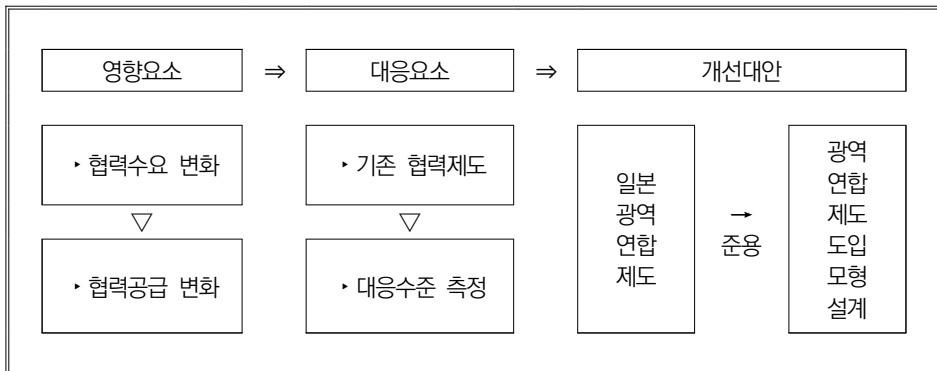 영향요소 ⇒ 대응요소 ⇒ 개선대안
‣ 협력수요 변화
▽
‣ 협력공급 변화
‣ 기존 협력제도
▽
‣ 대응수준 측정
일본
광역
연합
제도
→
준용
광역
연합
제도
도입
모형
설계